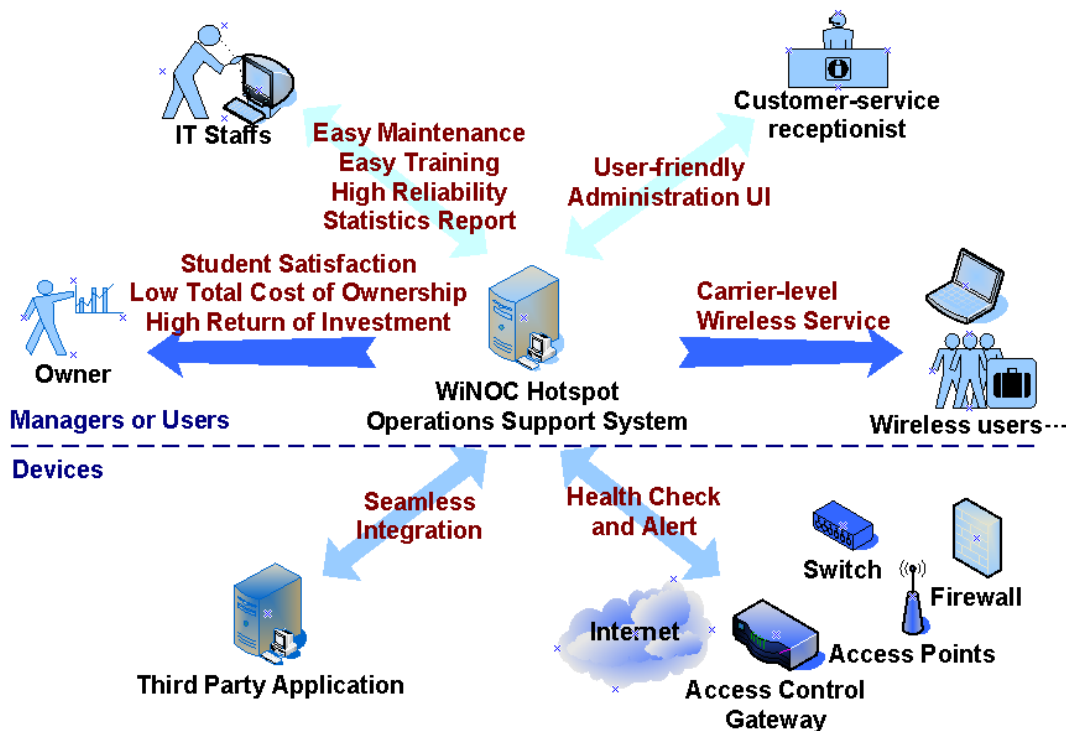 IT Staffs
Customer-service
receptionist
Easy Maintenance
Easy Training
High Reliability
Statistics Report
User-friendly
Administration UI
Student Satisfaction
Low Total Cost of Ownership
High Return of Investment
Carrier-level
Wireless Service
Owner
WiNOC Hotspot
Operations Support System
Wireless users---
Managers or Users
Devices
Seamless
Integration
Health Check
and Alert
Switch
Firewall
Internet
Access Points
Third Party Application
Access Control
Gateway